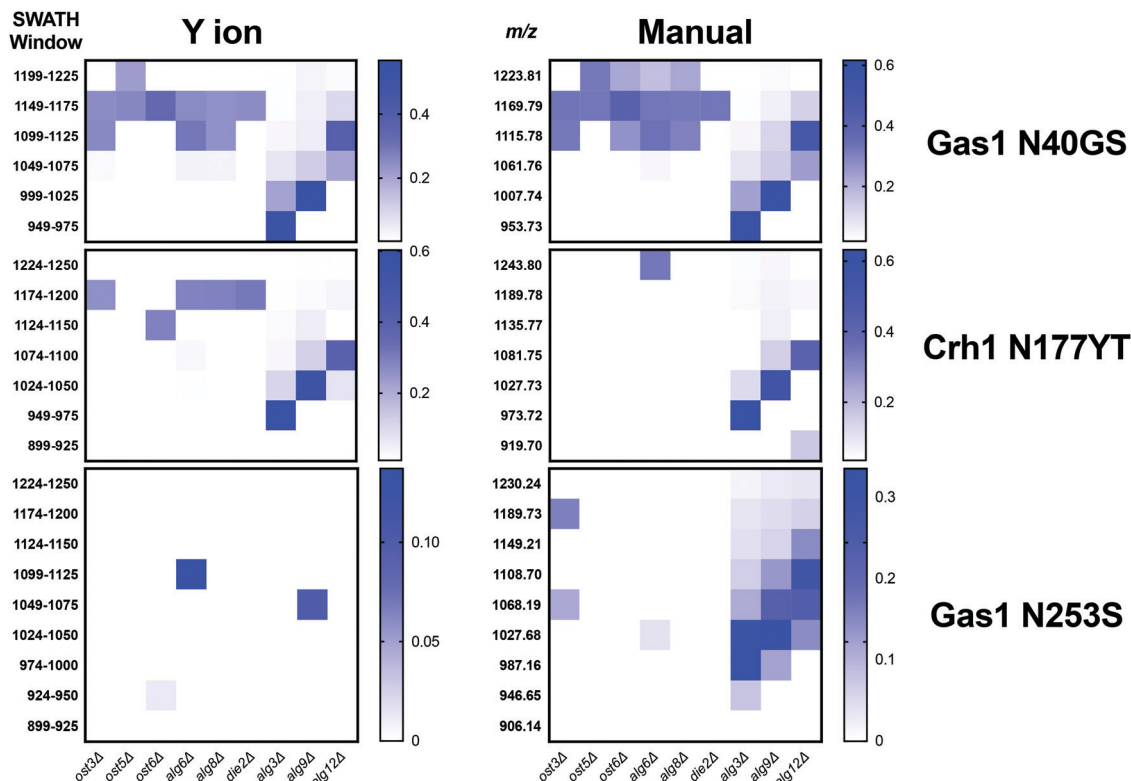 SWATH
Window
Y ion
m/z
Manual
1199-1225
1149-1175
1099-1125
1049-1075
999-1025
949-975
0.4
0.2
1223.81
1169.79
1115.78
1061.76
1007.74
953.73
0.6
0.4
0.2
Gas1 N40GS
1224-1250
1174-1200
1124-1150
1074-1100
1024-1050
949-975
899-925
0.6
0.4
0.2
1243.80
1189.78
1135.77
1081.75
1027.73
973.72
919.70
0.6
0.4
0.2
Crh1 N177YT
1224-1250
1174-1200
1124-1150
1099-1125
1049-1075
1024-1050
974-1000
924-950
899-925
0.10
0.05
0
1230.24
1189.73
1149.21
1108.70
1068.19
1027.68
987.16
946.65
906.14
0.3
0.2
0.1
0
Gas1 N253S
ost3Δ
ost5Δ
ost6Δ
alg6Δ
alg8Δ
die2Δ
alg3Δ
alg9Δ
alg12Δ
ost3Δ
ost5Δ
ost6Δ
alg6Δ
alg8Δ
die2Δ
alg3Δ
alg9Δ
alg12Δ